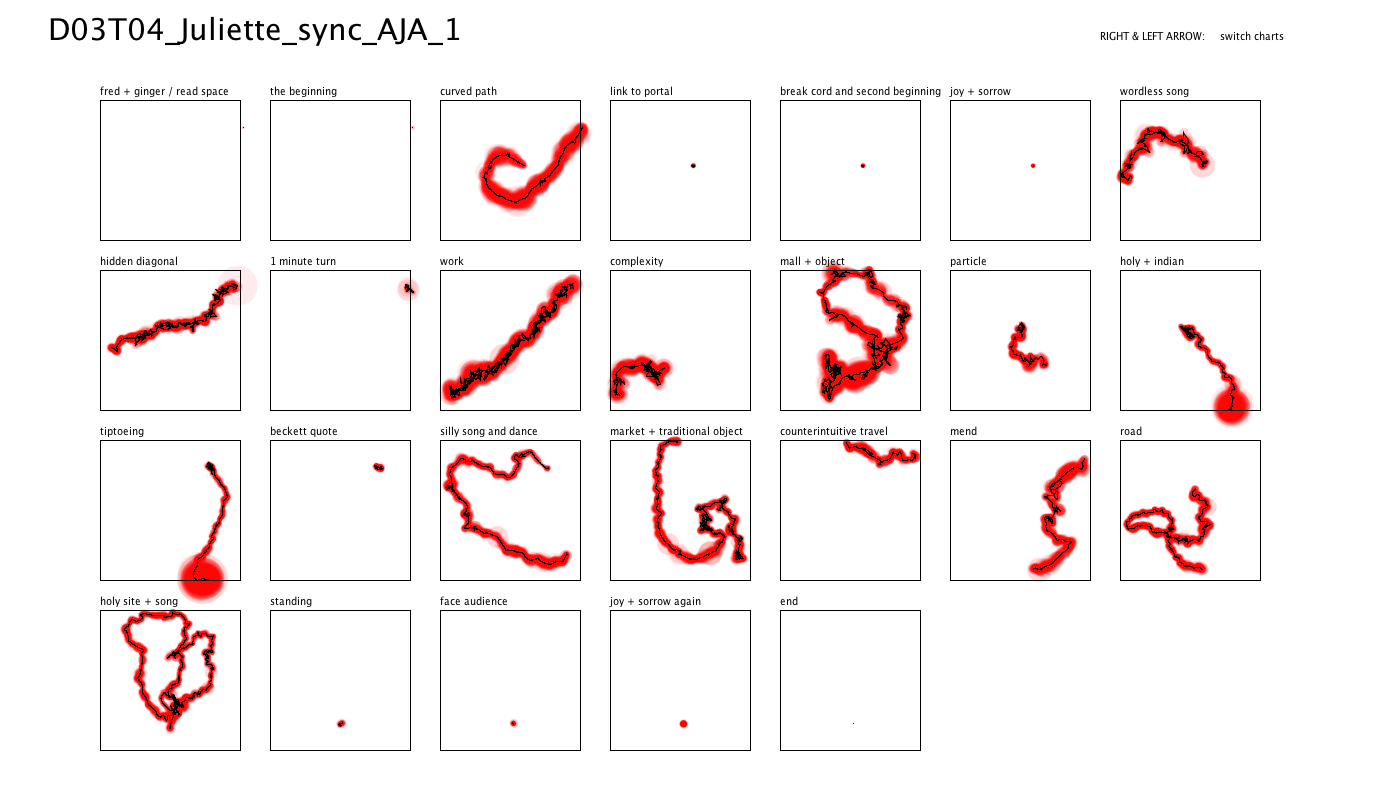 D03T04_Juliette_sync_AJA_1
RIGHT & LEFT ARROW: switch charts
fred + ginger / read space
the beginning
curved path
link to portal
break cord and second beginning
joy + sorrow
wordless song
hidden diagonal
1 minute turn
work
complexity
mall + object
particle
holy + indian
tiptoeing
beckett quote
silly song and dance
market + traditional object
counterintuitive travel
mend
road
holy site + song
standing
face audience
joy + sorrow again
end